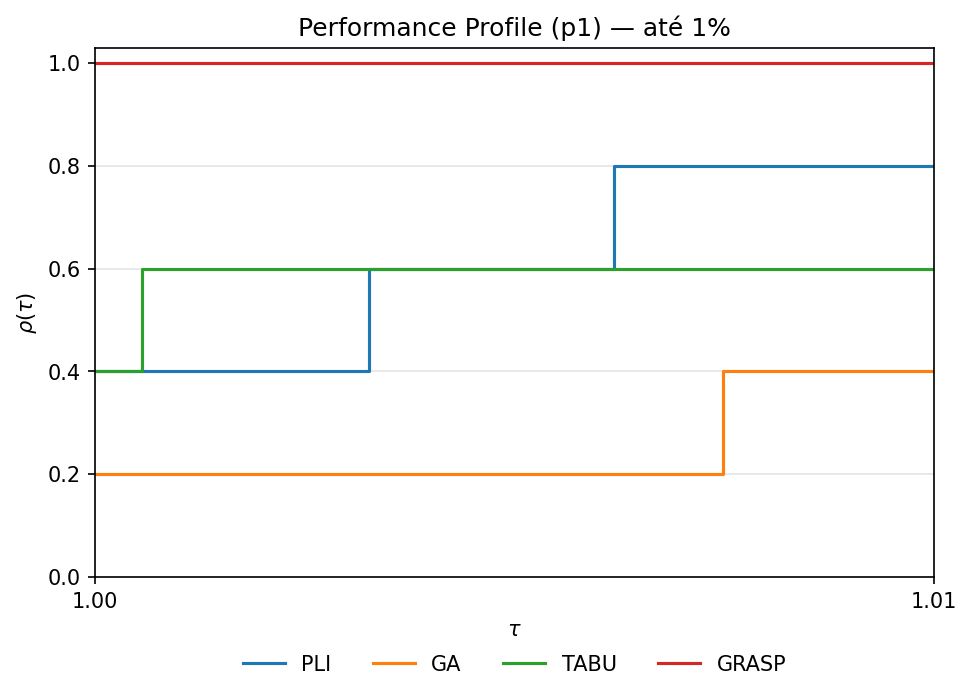 Performance Profile (p1) — até 1%
1.0
0.8
0.6
0.4
0.2
0.0
ρ(τ)
1.00 1.01
τ
PLI GA TABU GRASP